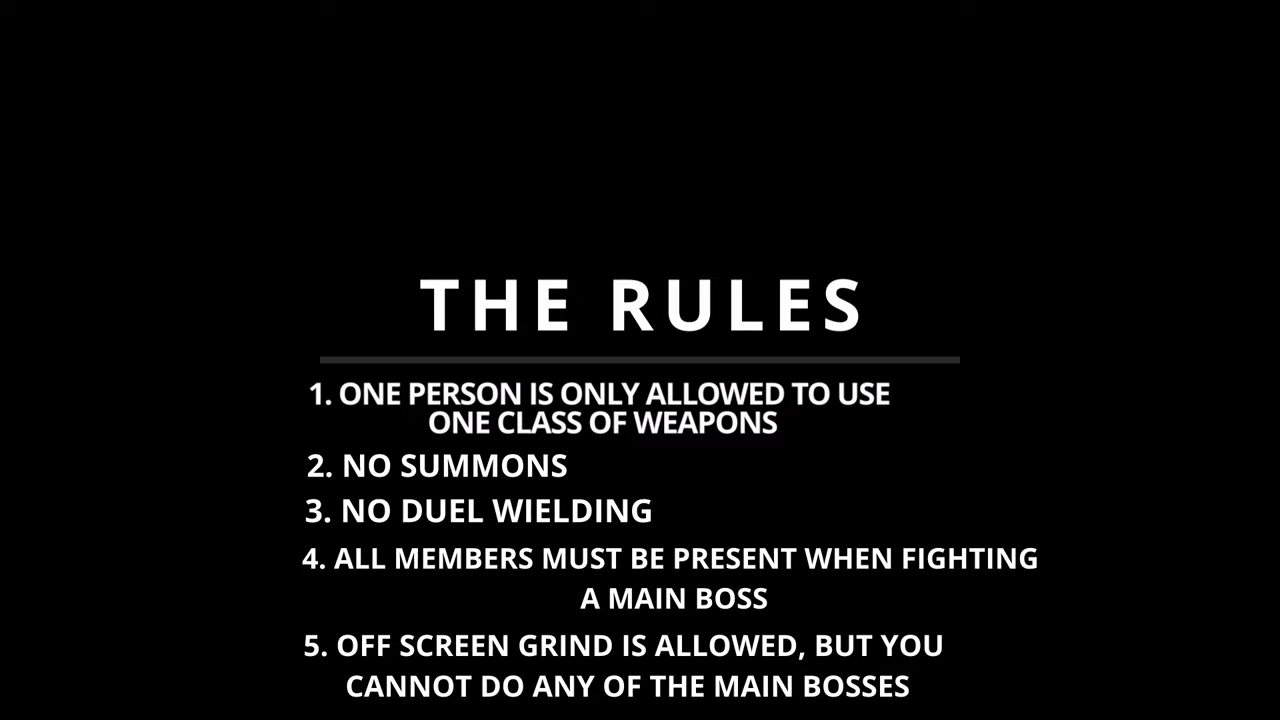 THE RULES
1. ONE PERSON IS ONLY ALLOWED TO USE
ONE CLASS OF WEAPONS
2. NO SUMMONS
3. NO DUEL WIELDING
4. ALL MEMBERS MUST BE PRESENT WHEN FIGHTING
A MAIN BOSS
5. OFF SCREEN GRIND IS ALLOWED, BUT YOU
CANNOT DO ANY OF THE MAIN BOSSES